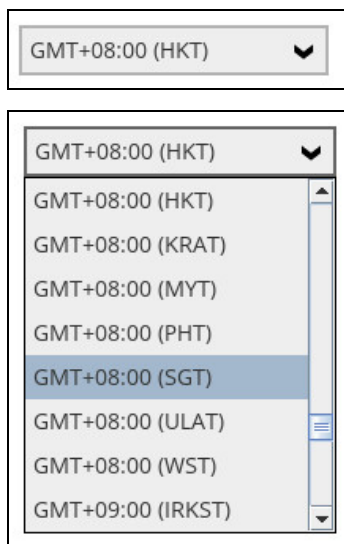 GMT+08:00 (HKT)
GMT+08:00 (HKT)
GMT+08:00 (HKT)
GMT+08:00 (KRAT)
GMT+08:00 (MYT)
GMT+08:00 (PHT)
GMT+08:00 (SGT)
GMT+08:00 (ULAT)
GMT+08:00 (WST)
GMT+09:00 (IRKST)